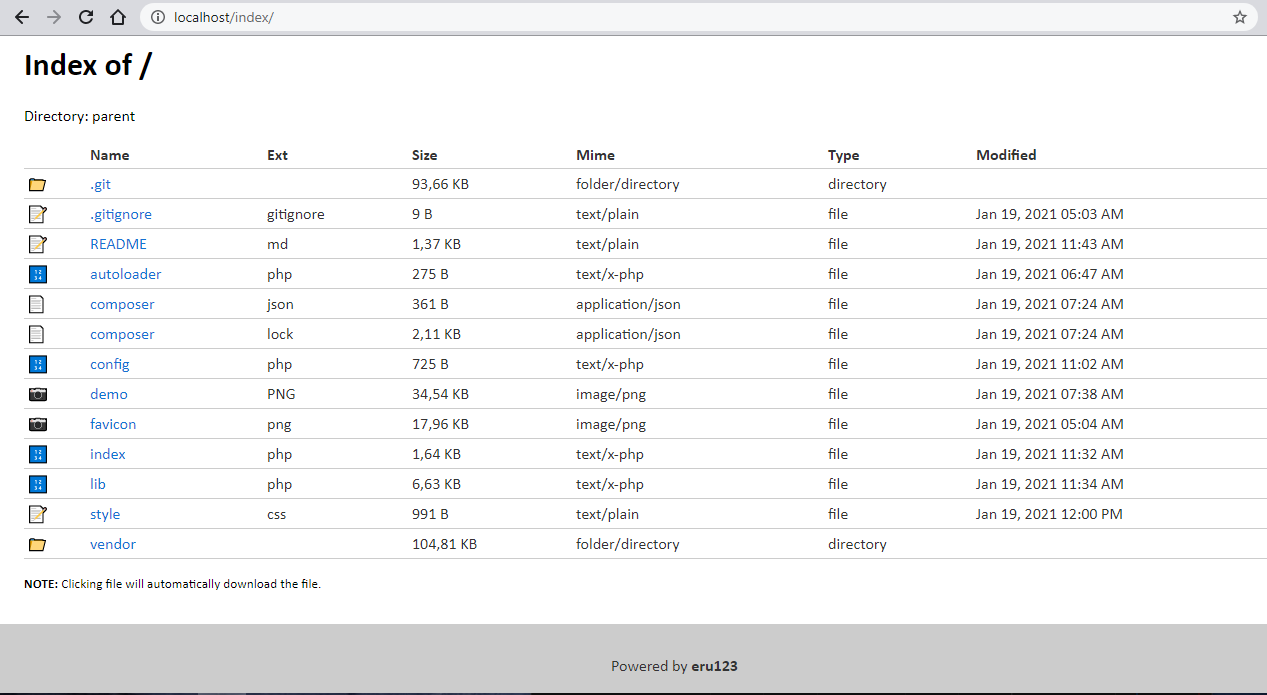 localhost/index/
Index of /
Directory: parent
Name Ext Size Mime Type Modified
.git 93,66 KB folder/directory directory
.gitignore gitignore 9 B text/plain file Jan 19, 2021 05:03 AM
README md 1,37 KB text/plain file Jan 19, 2021 11:43 AM
autoloader php 275 B text/x-php file Jan 19, 2021 06:47 AM
composer json 361 B application/json file Jan 19, 2021 07:24 AM
composer lock 2,11 KB application/json file Jan 19, 2021 07:24 AM
config php 725 B text/x-php file Jan 19, 2021 11:02 AM
demo PNG 34,54 KB image/png file Jan 19, 2021 07:38 AM
favicon png 17,96 KB image/png file Jan 19, 2021 05:04 AM
index php 1,64 KB text/x-php file Jan 19, 2021 11:32 AM
lib php 6,63 KB text/x-php file Jan 19, 2021 11:34 AM
style css 991 B text/plain file Jan 19, 2021 12:00 PM
vendor 104,81 KB folder/directory directory
NOTE: Clicking file will automatically download the file.
Powered by eru123